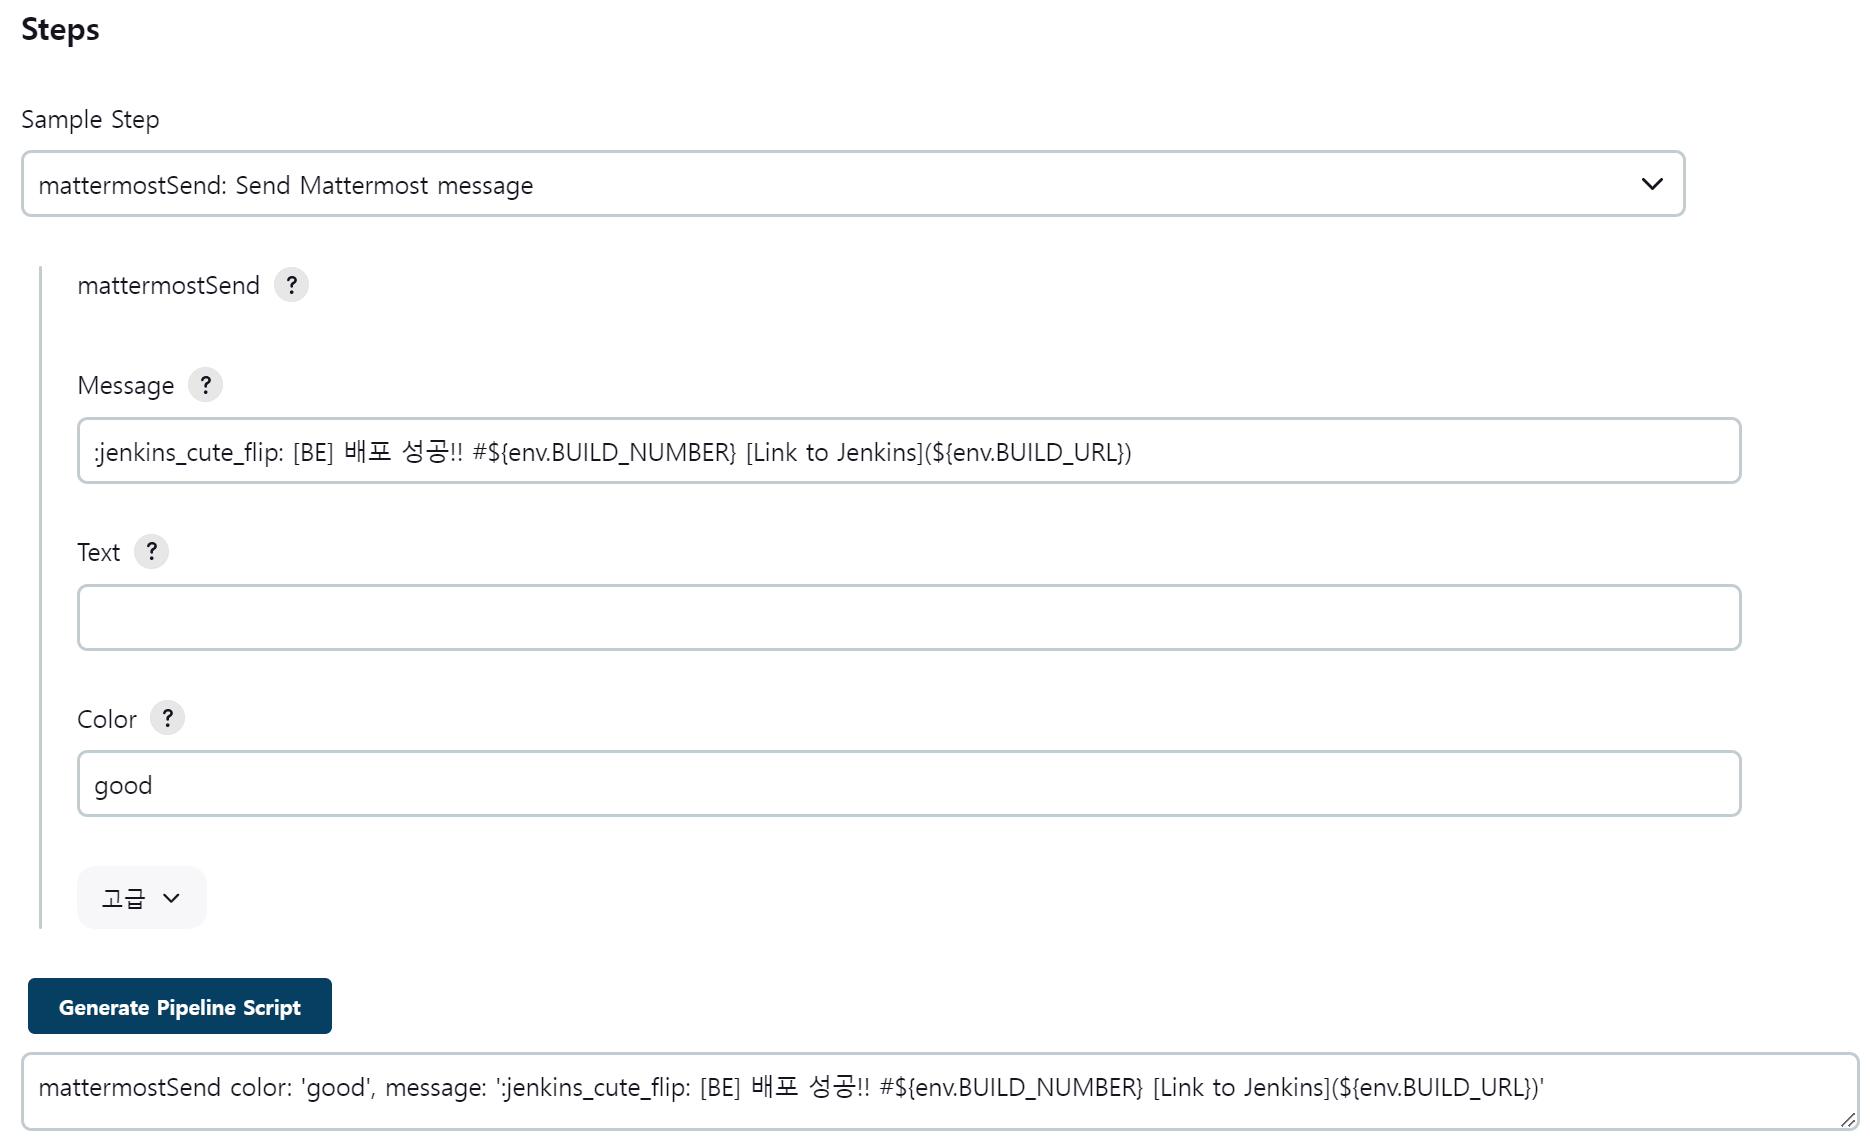 Steps
Sample Step
mattermostSend: Send Mattermost message
mattermostSend ?
Message ?
:jenkins_cute_flip: [BE] 배포 성공!! #${env.BUILD_NUMBER} [Link to Jenkins](${env.BUILD_URL})
Text ?
Color ?
good
고급
Generate Pipeline Script
mattermostSend color: 'good', message: ':jenkins_cute_flip: [BE] 배포 성공!! #${env.BUILD_NUMBER} [Link to Jenkins](${env.BUILD_URL})'